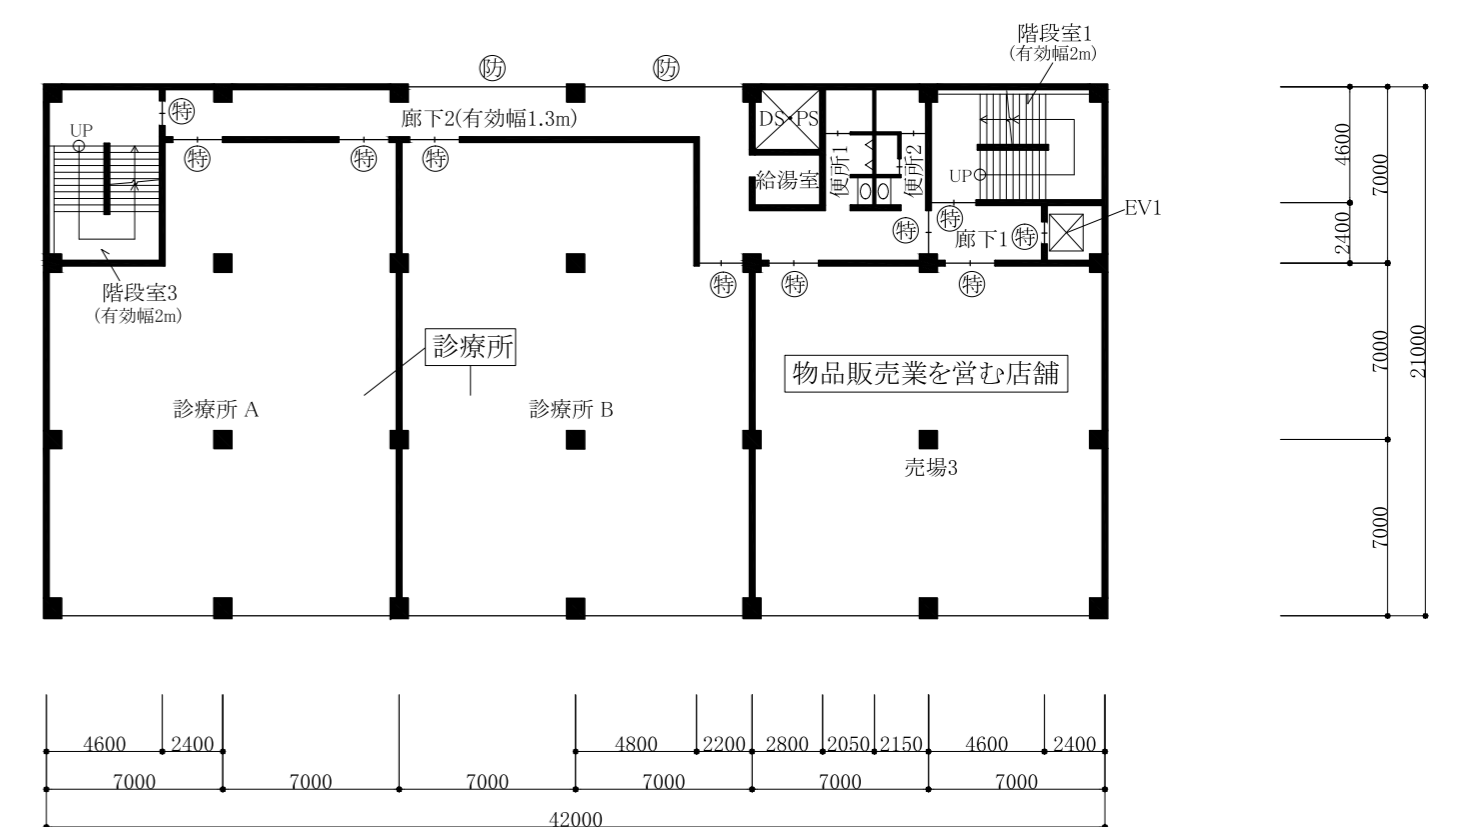 階段室1
(有効幅2m)
防
防
特
UP
廊下2(有効幅1.3m)
DS
PS
特
特
特
給湯室
便所1
便所2
UP
特
特
廊下1
特
EV1
特
特
特
階段室3
(有効幅2m)
診療所
物品販売業を営む店舗
診療所 A
診療所 B
売場3
4600
2400
7000
7000
7000
21000
4600
2400
4800
2200
2800
2050
2150
4600
2400
7000
7000
7000
7000
7000
7000
42000